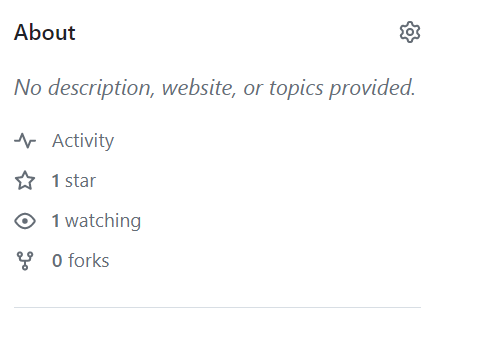 About
No description, website, or topics provided.
Activity
1 star
1 watching
0 forks